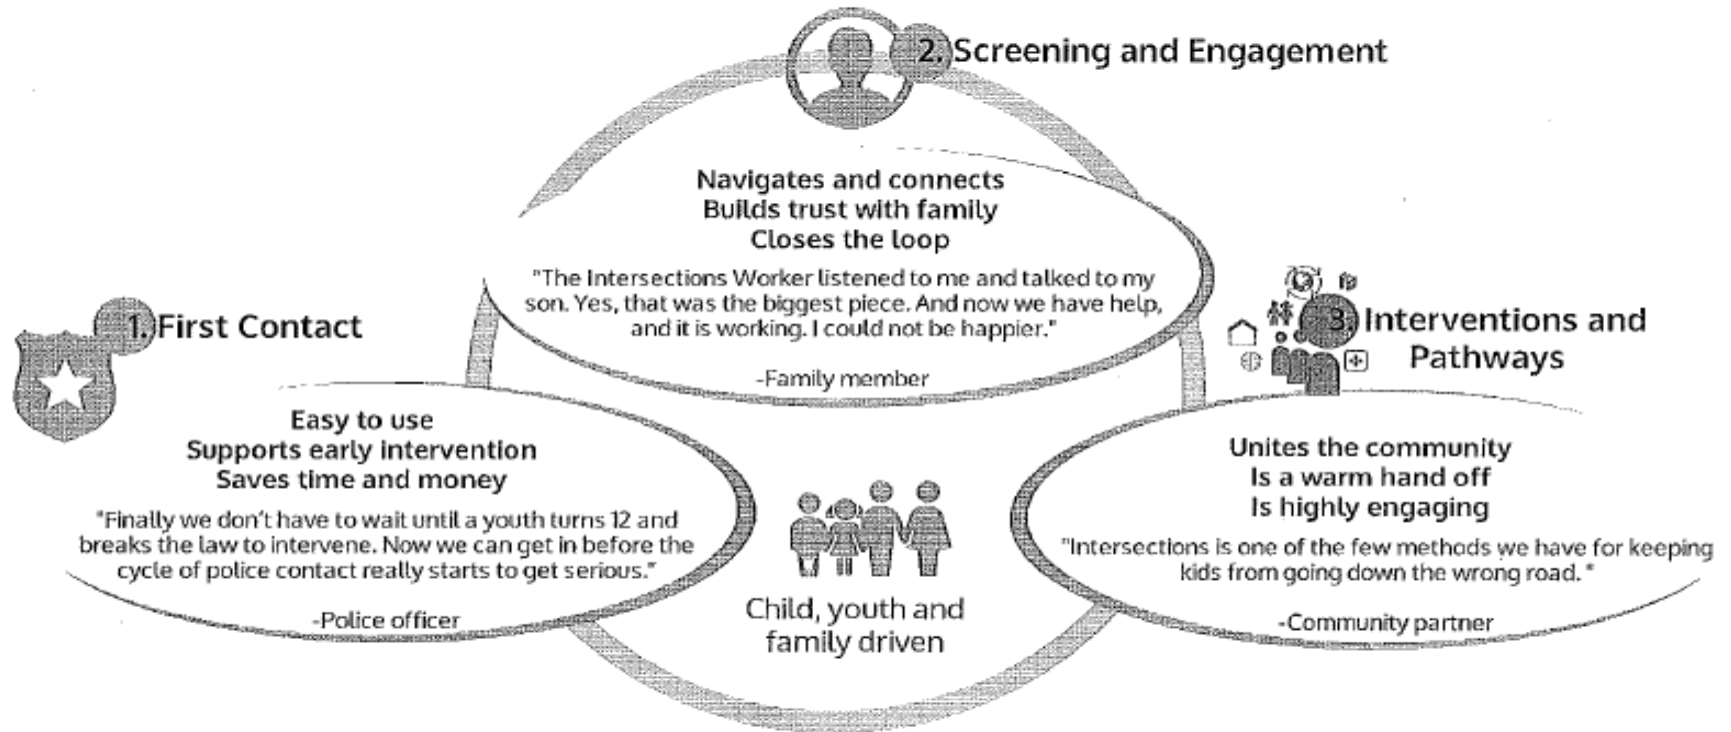 2. Screening and Engagement
Navigates and connects
Builds trust with family
Closes the loop
"The Intersections Worker listened to me and talked to my
son. Yes, that was the biggest piece. And now we have help,
and it is working. I could not be happier."
-Family member
1. First Contact
Easy to use
Supports early intervention
Saves time and money
"Finally we don't have to wait until a youth turns 12 and
breaks the law to intervene. Now we can get in before the
cycle of police contact really starts to get serious."
-Police officer
3. Interventions and
Pathways
Unites the community
Is a warm hand off
Is highly engaging
"Intersections is one of the few methods we have for keeping
kids from going down the wrong road. "
-Community partner
Child, youth and
family driven